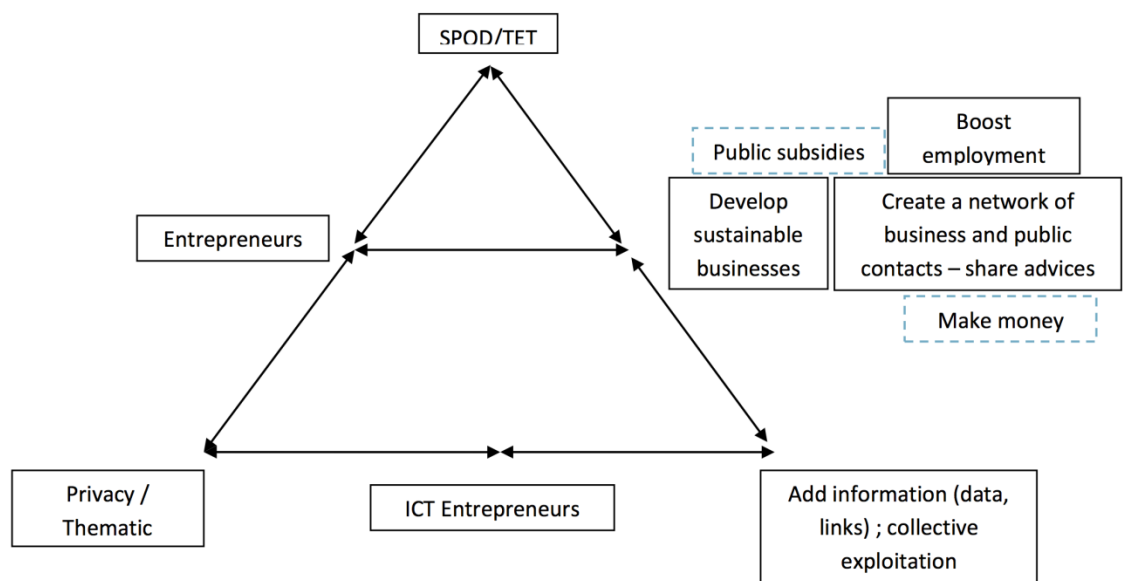 SPOD/TET
Boost
employment
Public subsidies
Develop
sustainable
businesses
Create a network of
business and public
contacts – share advices
Entrepreneurs
Make money
Privacy /
Thematic
ICT Entrepreneurs
Add information (data,
links) ; collective
exploitation